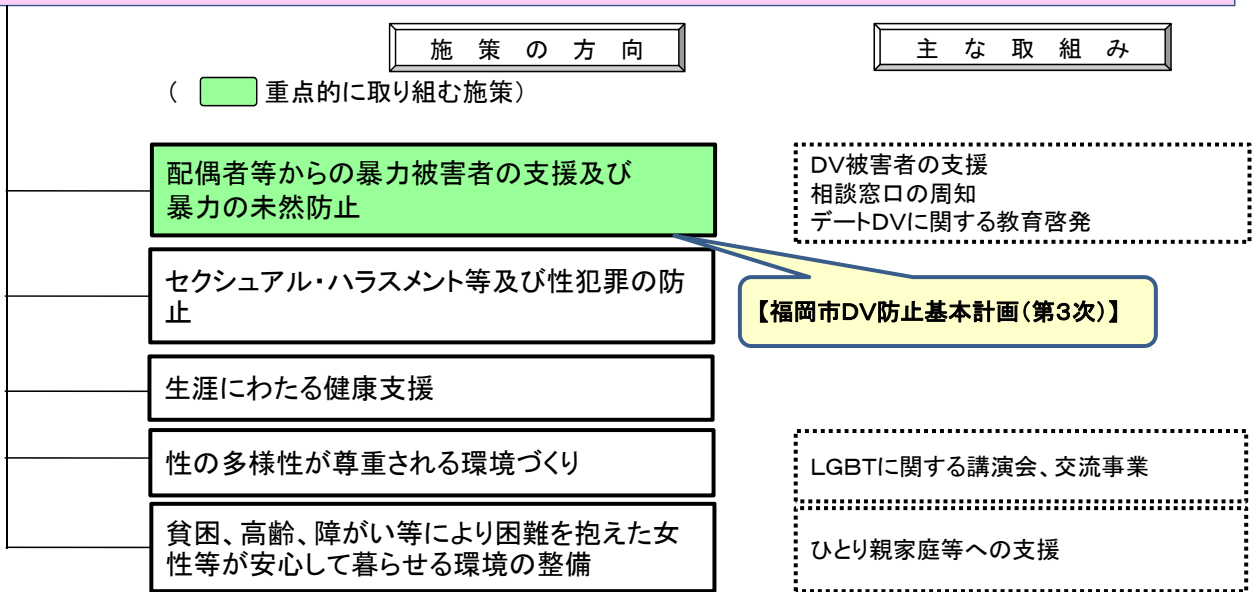 施策の方向
主な取組み
(　重点的に取り組む施策)
配偶者等からの暴力被害者の支援及び
暴力の未然防止
DV被害者の支援
相談窓口の周知
デートDVに関する教育啓発
セクシュアル・ハラスメント等及び性犯罪の防
止
【福岡市DV防止基本計画(第3次)】
生涯にわたる健康支援
性の多様性が尊重される環境づくり
LGBTに関する講演会、交流事業
貧困、高齢、障がい等により困難を抱えた女
性等が安心して暮らせる環境の整備
ひとり親家庭等への支援